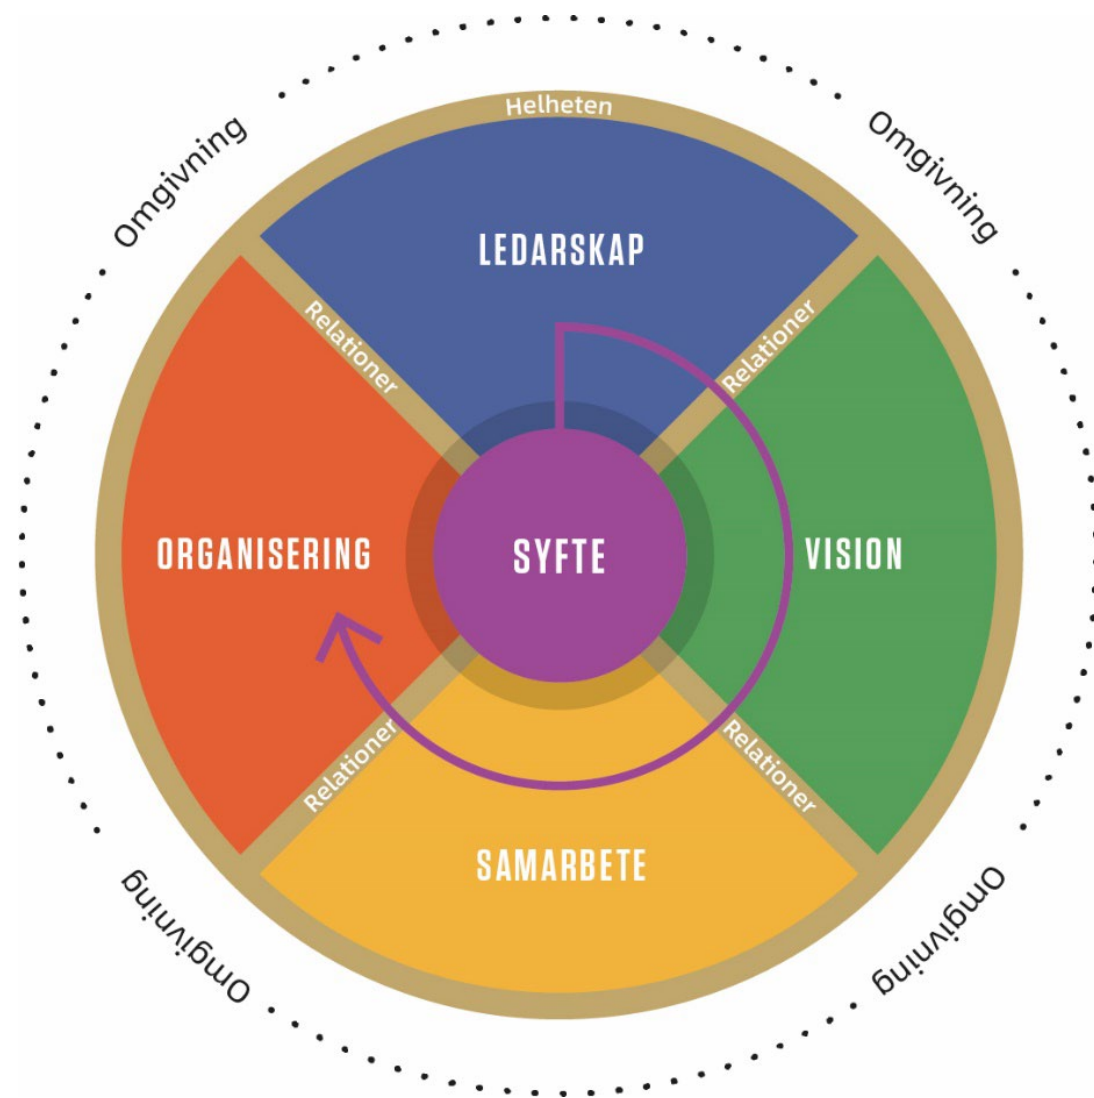 Helheten
Omgivning
Omgivning
LEDARSKAP
Relationer
Relationer
ORGANISERING
SYFTE
VISION
Relationer
Relationer
SAMARBETE
Omgivning
Omgivning